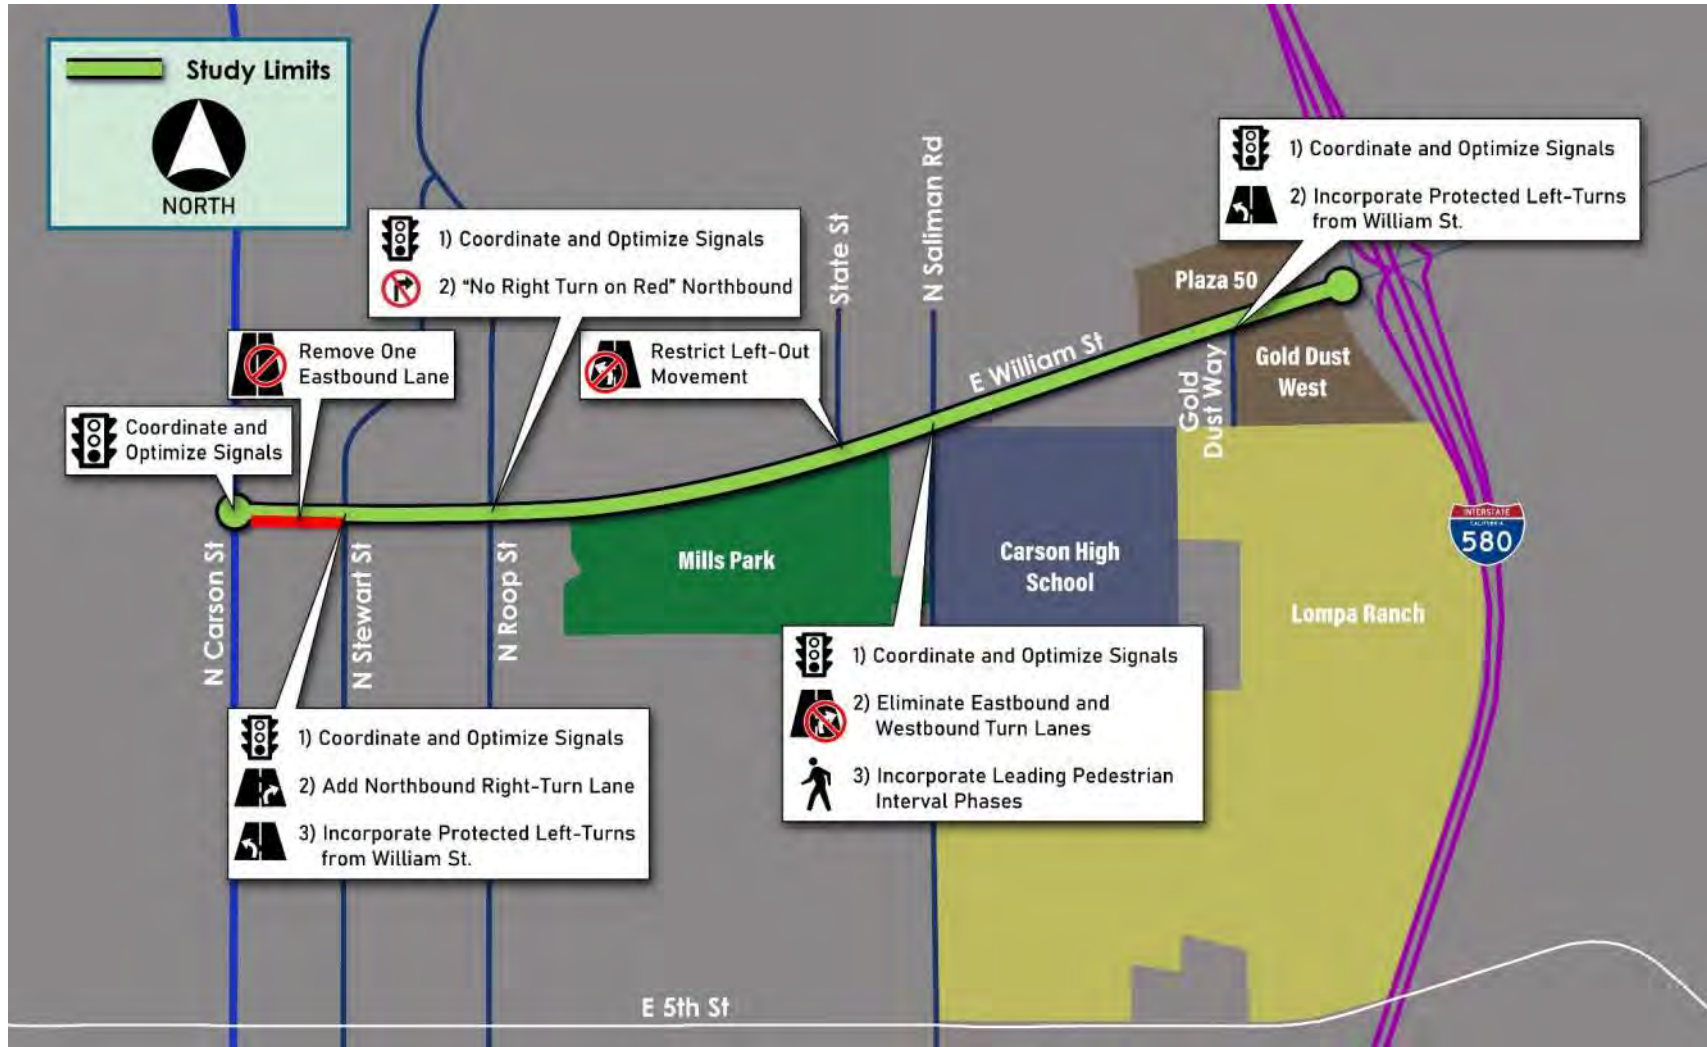 Study Limits
NORTH
1) Coordinate and Optimize Signals
2) Incorporate Protected Left-Turns
from William St.
1) Coordinate and Optimize Signals
2) "No Right Turn on Red" Northbound
State St
N Saliman Rd
Plaza 50
Remove One
Eastbound Lane
Restrict Left-Out
Movement
E William St
Gold
Dust Way
Gold Dust
West
Coordinate and
Optimize Signals
N Carson St
N Stewart St
N Roop St
Mills Park
Carson High
School
INTERSTATE
CALIFORNIA
580
Lompa Ranch
1) Coordinate and Optimize Signals
2) Eliminate Eastbound and
Westbound Turn Lanes
3) Incorporate Leading Pedestrian
Interval Phases
1) Coordinate and Optimize Signals
2) Add Northbound Right-Turn Lane
3) Incorporate Protected Left-Turns
from William St.
E 5th St